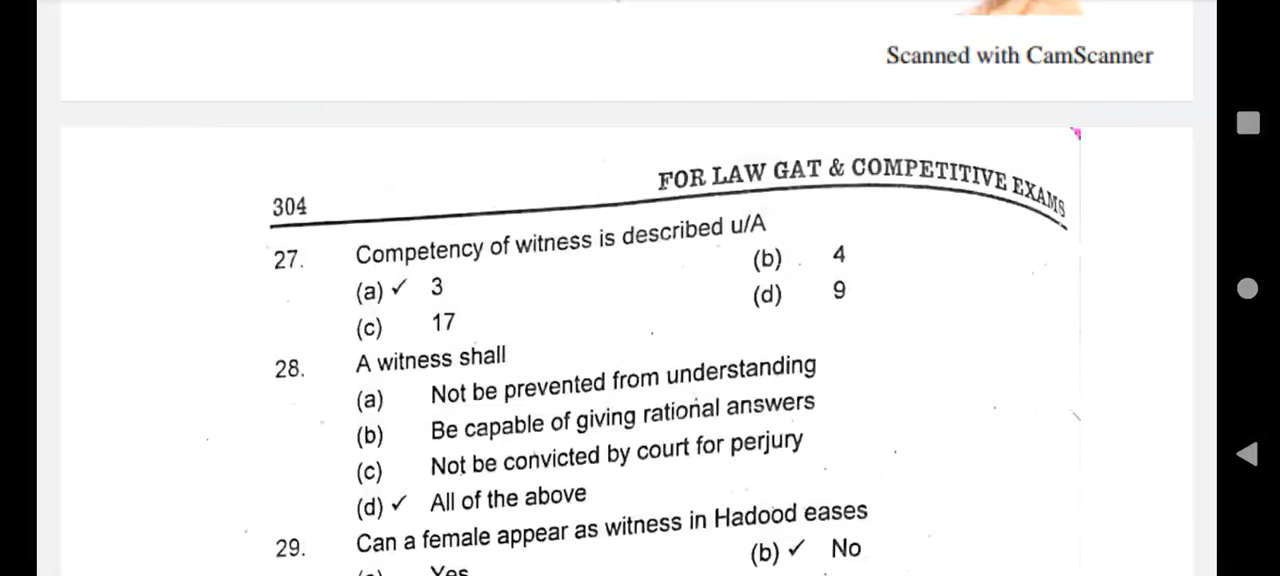 Scanned with CamScanner
304 FOR LAW GAT & COMPETITIVE EXAMS
27. Competency of witness is described u/A
(a) ✓ 3 (b) 4
(c) 17 (d) 9
28. A witness shall
(a) Not be prevented from understanding
(b) Be capable of giving rational answers
(c) Not be convicted by court for perjury
(d) ✓ All of the above
29. Can a female appear as witness in Hadood eases
(a) Yes (b) ✓ No